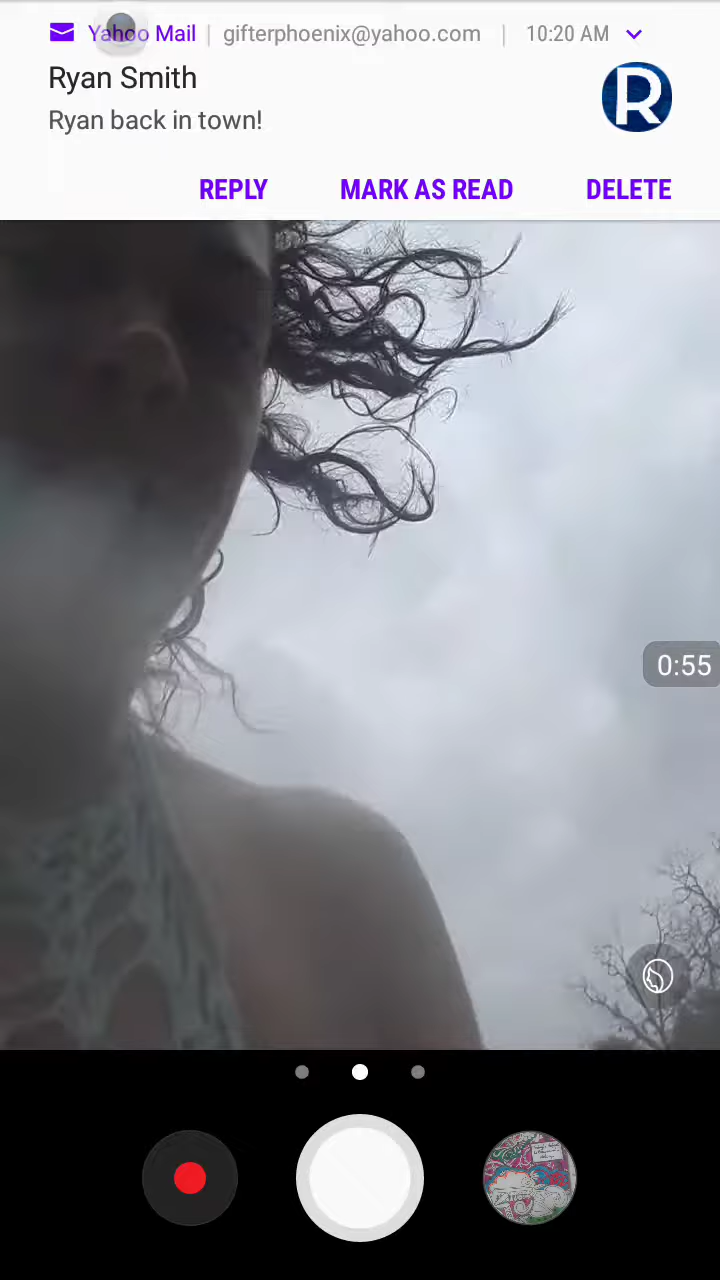 Yahoo Mail | gifterphoenix@yahoo.com | 10:20 AM
Ryan Smith
R
Ryan back in town!
REPLY MARK AS READ DELETE
0:55